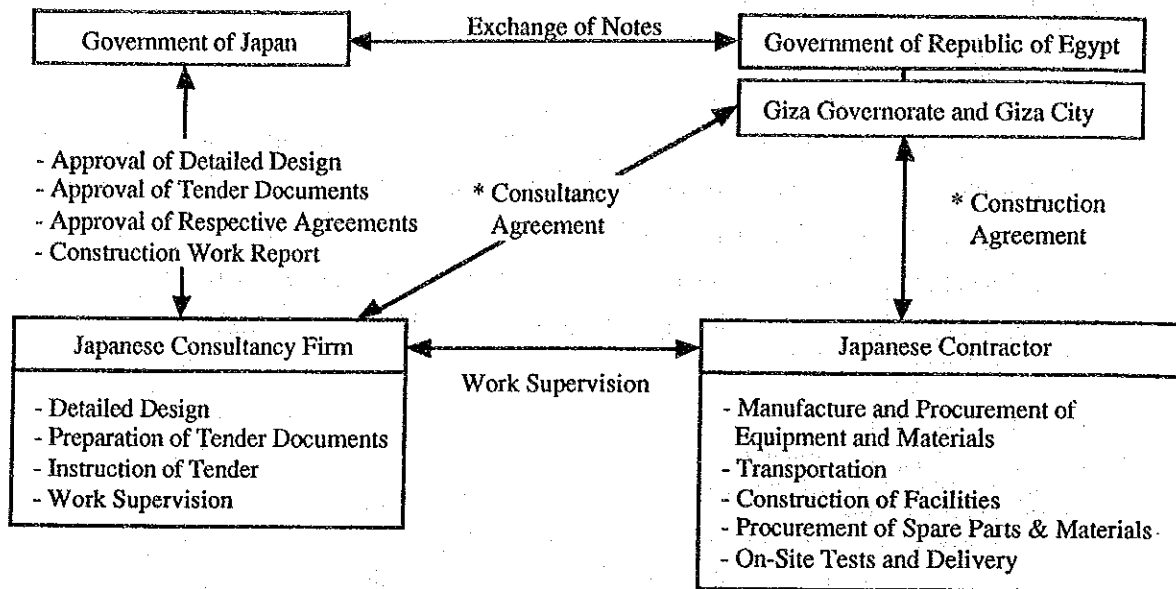 Government of Japan
Exchange of Notes
Government of Republic of Egypt
Giza Governorate and Giza City
- Approval of Detailed Design
- Approval of Tender Documents
- Approval of Respective Agreements
- Construction Work Report
* Consultancy
Agreement
* Construction
Agreement
Japanese Consultancy Firm
- Detailed Design
- Preparation of Tender Documents
- Instruction of Tender
- Work Supervision
Work Supervision
Japanese Contractor
- Manufacture and Procurement of
Equipment and Materials
- Transportation
- Construction of Facilities
- Procurement of Spare Parts & Materials
- On-Site Tests and Delivery